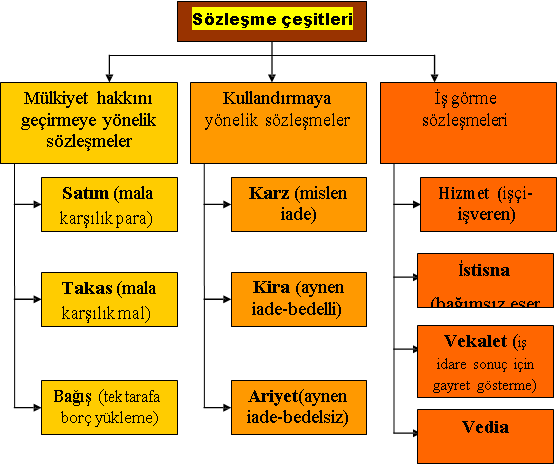 Sözleşme çeşitleri
Mülkiyet hakkını
geçirmeye yönelik
sözleşmeler
Satım (mala
karşılık para)
Takas (mala
karşılık mal)
Bağış (tek tarafa
borç yükleme)
Kullandırmaya
yönelik sözleşmeler
Karz (mislen
iade)
Kira (aynen
iade-bedelli)
Ariyet(aynen
iade-bedelsiz)
İş görme
sözleşmeleri
Hizmet (işçi-
işveren)
İstisna
(bağımsız eser
Vekalet (iş
idare sonuç için
gayret gösterme)
Vedia